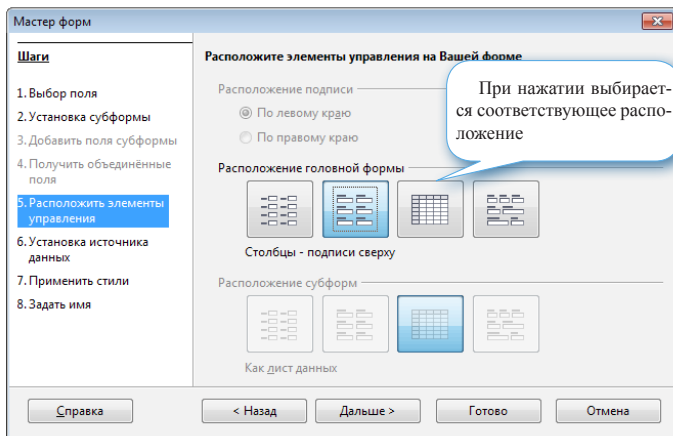 Мастер форм
Шаги
1. Выбор поля
2. Установка субформы
3. Добавить поля субформы
4. Получить объединённые
поля
5. Расположить элементы
управления
6. Установка источника
данных
7. Применить стили
8. Задать имя
Расположите элементы управления на Вашей форме
Расположение подписи
По левому краю
По правому краю
При нажатии выбирает-
ся соответствующее распо-
ложение
Расположение головной формы
Столбцы - подписи сверху
Расположение субформ
Как лист данных
Справка
< Назад
Дальше >
Готово
Отмена